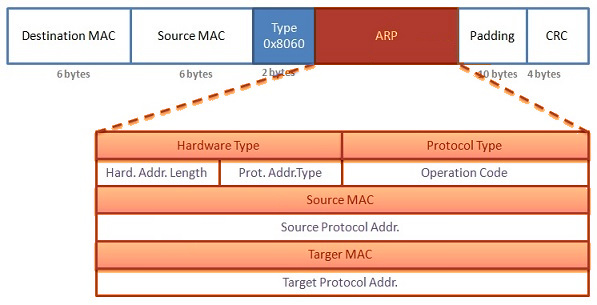 Destination MAC
Source MAC
Type
0x8060
ARP
Padding
CRC
6 bytes
6 bytes
2 bytes
10 bytes
4 bytes
Hardware Type
Protocol Type
Hard. Addr. Length
Prot. Addr.Type
Operation Code
Source MAC
Source Protocol Addr.
Targer MAC
Target Protocol Addr.